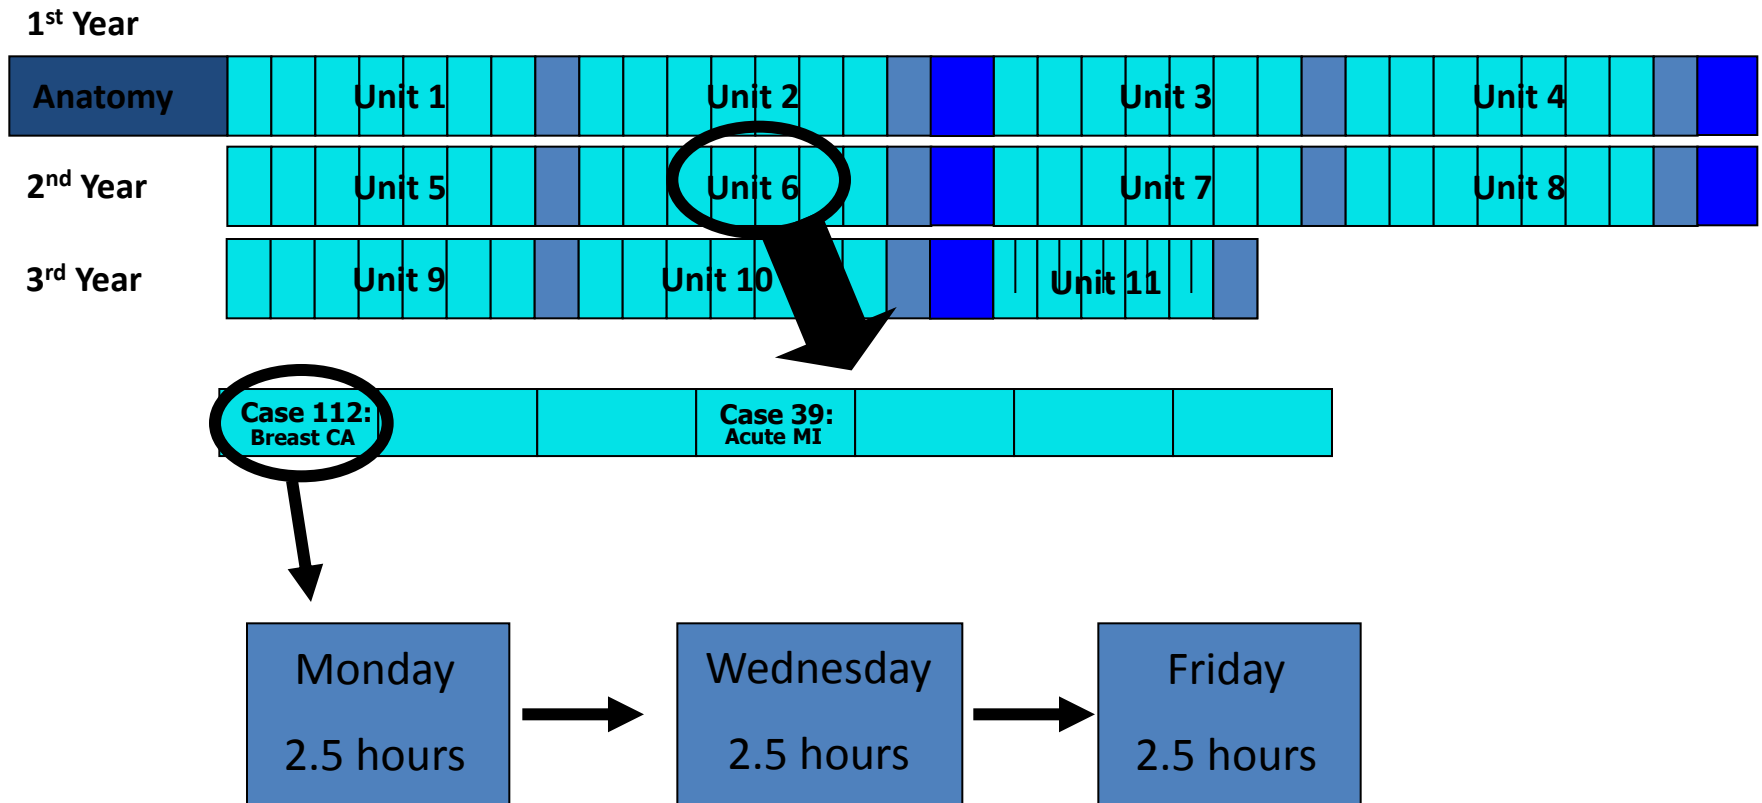 1st Year
Anatomy Unit 1 Unit 2 Unit 3 Unit 4
2nd Year Unit 5 Unit 6 Unit 7 Unit 8
3rd Year Unit 9 Unit 10 Unit 11
Case 112: Case 39:
Breast CA Acute MI
Monday Wednesday Friday
2.5 hours 2.5 hours 2.5 hours